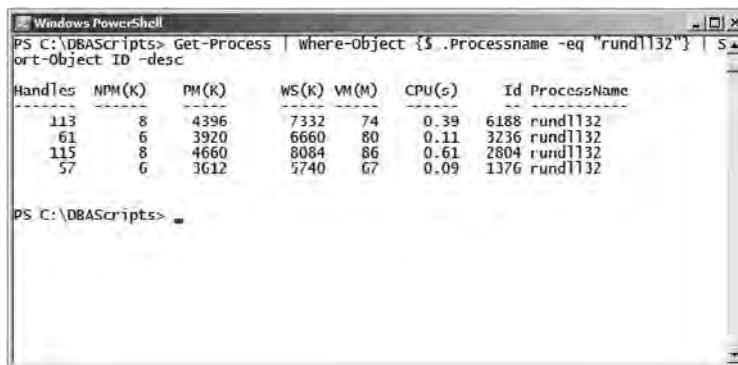 Windows PowerShell
PS C:\DBAScripts> Get-Process | where-Object {$_.Processname -eq "rundll32"} | S
ort-Object ID -desc
Handles NPM(K) PM(K) WS(K) VM(M) CPU(s) Id ProcessName
------- ------ ----- ----- ----- ------ -- -----------
113 8 4396 7332 74 0.39 6188 rundll32
61 6 3920 6660 80 0.11 3236 rundll32
115 8 4660 8084 86 0.61 2804 rundll32
57 6 3612 5740 67 0.09 1376 rundll32
PS C:\DBAScripts> _